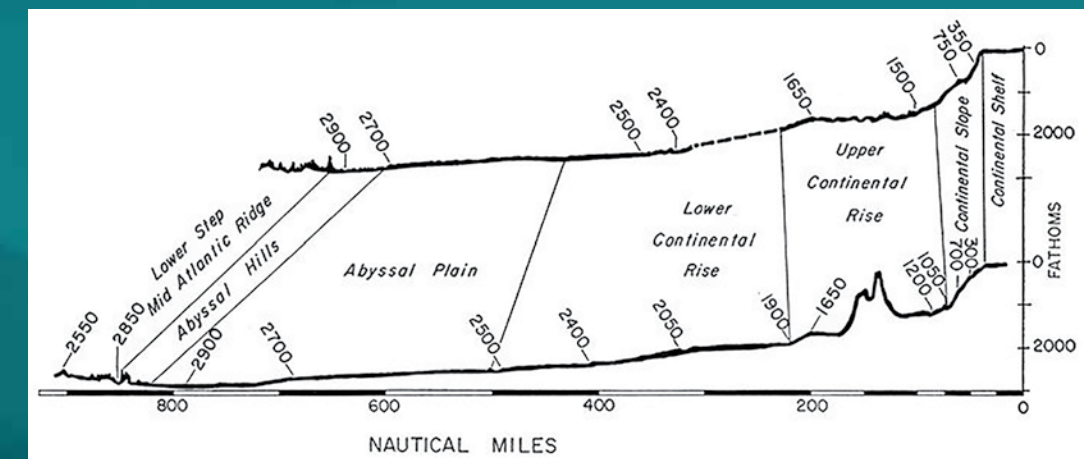 350
750
0
1500
1650
2400
2500
2700
2900
2000
Continental Shelf
Continental Slope
Upper
Continental
Rise
Lower
Continental
Rise
Abyssal Plain
Abyssal Hills
Lower Step
Mid Atlantic Ridge
0
FATHOMS
300
700
1050
1200
1650
1900
2050
2400
2500
2700
2900
2850
2550
2000
800
600
400
200
0
NAUTICAL MILES